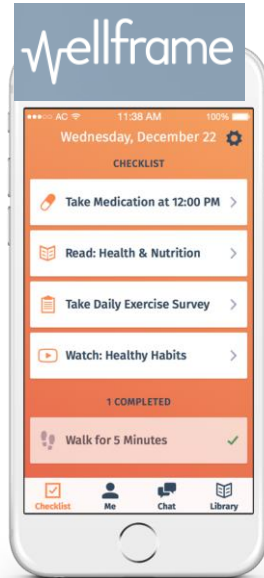 Wellframe
AC 11:38 AM 100%
Wednesday, December 22
CHECKLIST
Take Medication at 12:00 PM
Read: Health & Nutrition
Take Daily Exercise Survey
Watch: Healthy Habits
1 COMPLETED
Walk for 5 Minutes
Checklist Me Chat Library